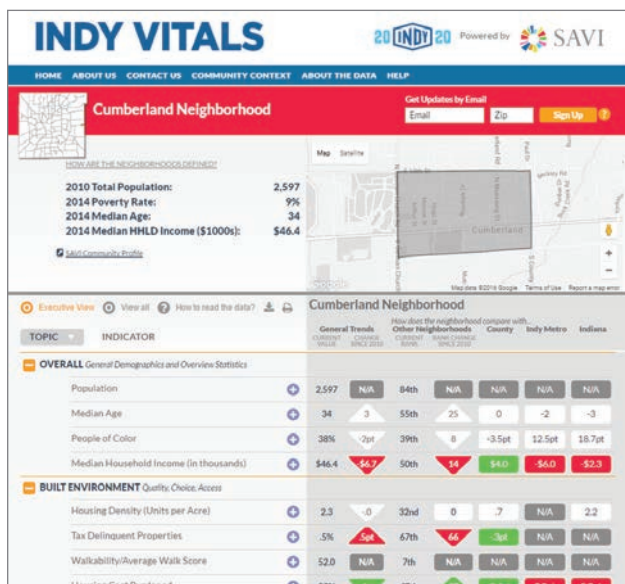 INDY VITALS
20 INDY 20 Powered by SAVI
HOME ABOUT US CONTACT US COMMUNITY CONTEXT ABOUT THE DATA HELP
Cumberland Neighborhood
Get Updates by Email
Email Zip Sign Up ?
HOW ARE THE NEIGHBORHOODS DEFINED?
2010 Total Population: 2,597
2014 Poverty Rate: 9%
2014 Median Age: 34
2014 Median HHLD Income ($1000s): $46.4
SAVI Community Profile
Map Satellite
Cumberland
Google
Map data ©2016 Google Terms of Use Report a map error
Executive View View all ? How to read the data?
Cumberland Neighborhood
How does the neighborhood compare with...
General Trends Other Neighborhoods County Indy Metro Indiana
CURRENT VALUE CHANGE SINCE 2010 CURRENT RANK RANK CHANGE SINCE 2010
TOPIC INDICATOR
OVERALL General Demographics and Overview Statistics
Population 2,597 N/A 84th N/A N/A N/A N/A
Median Age 34 3 55th 25 0 -2 -3
People of Color 38% -2pt 39th 8 -3.5pt 12.5pt 18.7pt
Median Household Income (in thousands) $46.4 -$6.7 50th 14 $4.0 -$6.0 -$2.3
BUILT ENVIRONMENT Quality, Choice, Access
Housing Density (Units per Acre) 2.3 -.0 32nd 0 .7 N/A 2.2
Tax Delinquent Properties .5% .5pt 67th 66 -.3pt N/A N/A
Walkability/Average Walk Score 52.0 N/A 7th N/A N/A N/A N/A